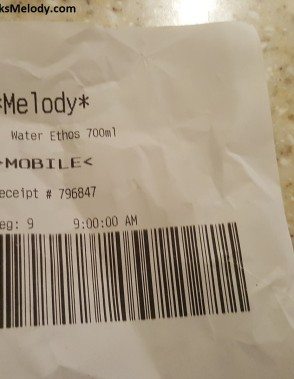 ksMelody.com
*Melody*
Water Ethos 700ml
>MOBILE<
eceipt # 796847
eg: 9 9:00:00 AM